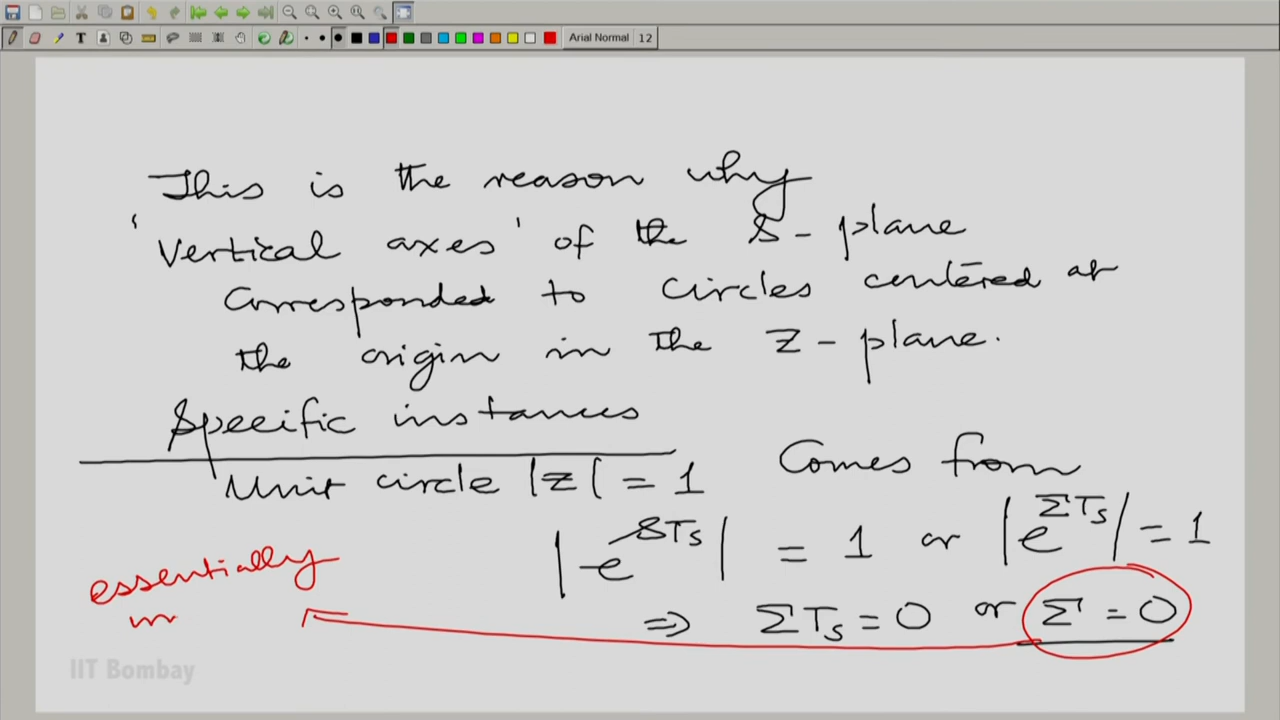 Arial Normal 12
This is the reason why
'Vertical axes' of the s-plane
corresponded to circles centered at
the origin in the z-plane.
Specific instances
Unit circle |z| = 1 Comes from
|e^{sTs}| = 1 or |e^{ΣTs}| = 1
⇒ ΣTs = 0 or Σ = 0
essentially
IIT Bombay